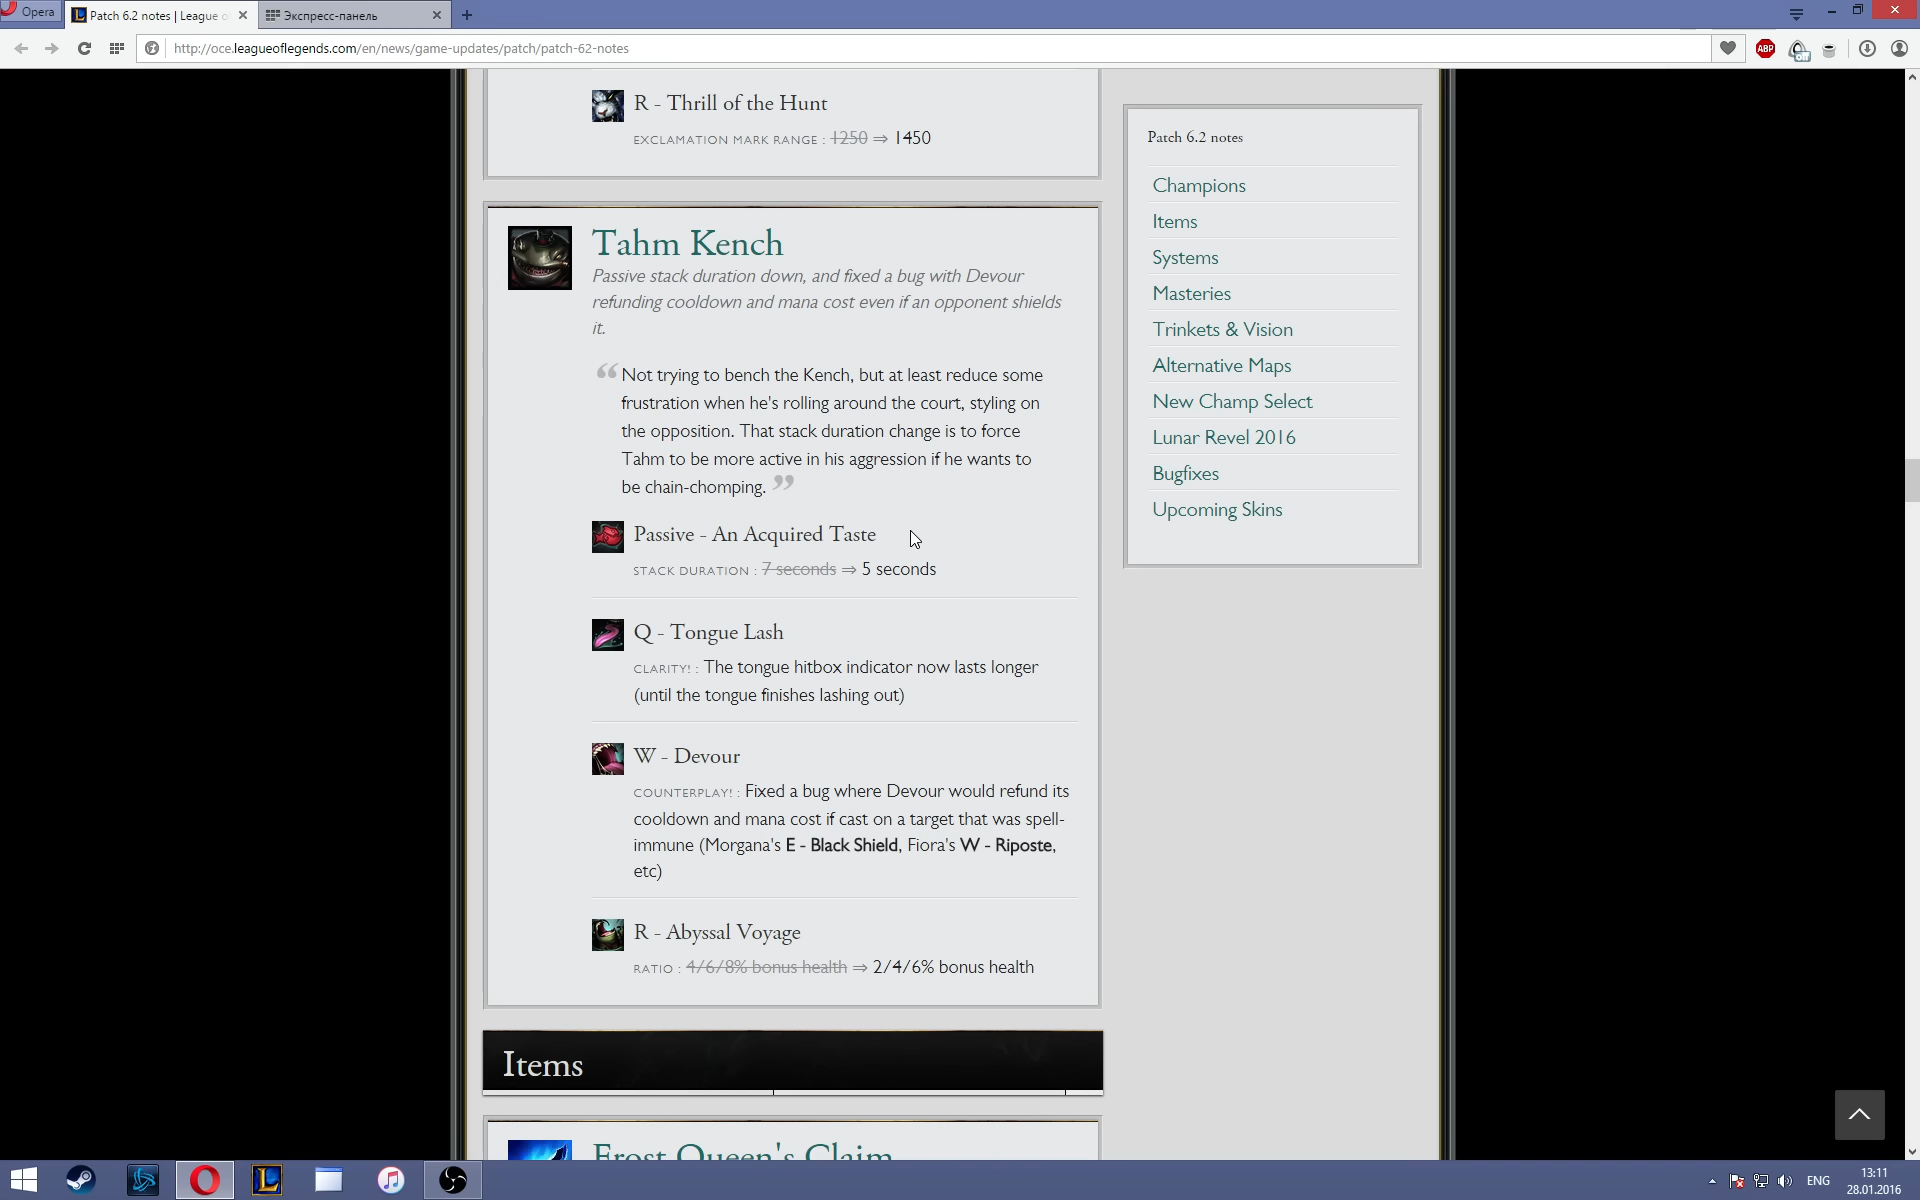 Opera
Patch 6.2 notes | League o
Экспресс-панель
http://oce.leagueoflegends.com/en/news/game-updates/patch/patch-62-notes
ABP
off
R - Thrill of the Hunt
EXCLAMATION MARK RANGE : 1250 ⇒ 1450
Tahm Kench
Passive stack duration down, and fixed a bug with Devour
refunding cooldown and mana cost even if an opponent shields
it.
“ Not trying to bench the Kench, but at least reduce some
frustration when he's rolling around the court, styling on
the opposition. That stack duration change is to force
Tahm to be more active in his aggression if he wants to
be chain-chomping. ”
Passive - An Acquired Taste
STACK DURATION : 7 seconds ⇒ 5 seconds
Q - Tongue Lash
CLARITY! : The tongue hitbox indicator now lasts longer
(until the tongue finishes lashing out)
W - Devour
COUNTERPLAY! : Fixed a bug where Devour would refund its
cooldown and mana cost if cast on a target that was spell-
immune (Morgana's E - Black Shield, Fiora's W - Riposte,
etc)
R - Abyssal Voyage
RATIO : 4/6/8% bonus health ⇒ 2/4/6% bonus health
Items
Frost Queen's Claim
Patch 6.2 notes
Champions
Items
Systems
Masteries
Trinkets & Vision
Alternative Maps
New Champ Select
Lunar Revel 2016
Bugfixes
Upcoming Skins
ENG
13:11
28.01.2016